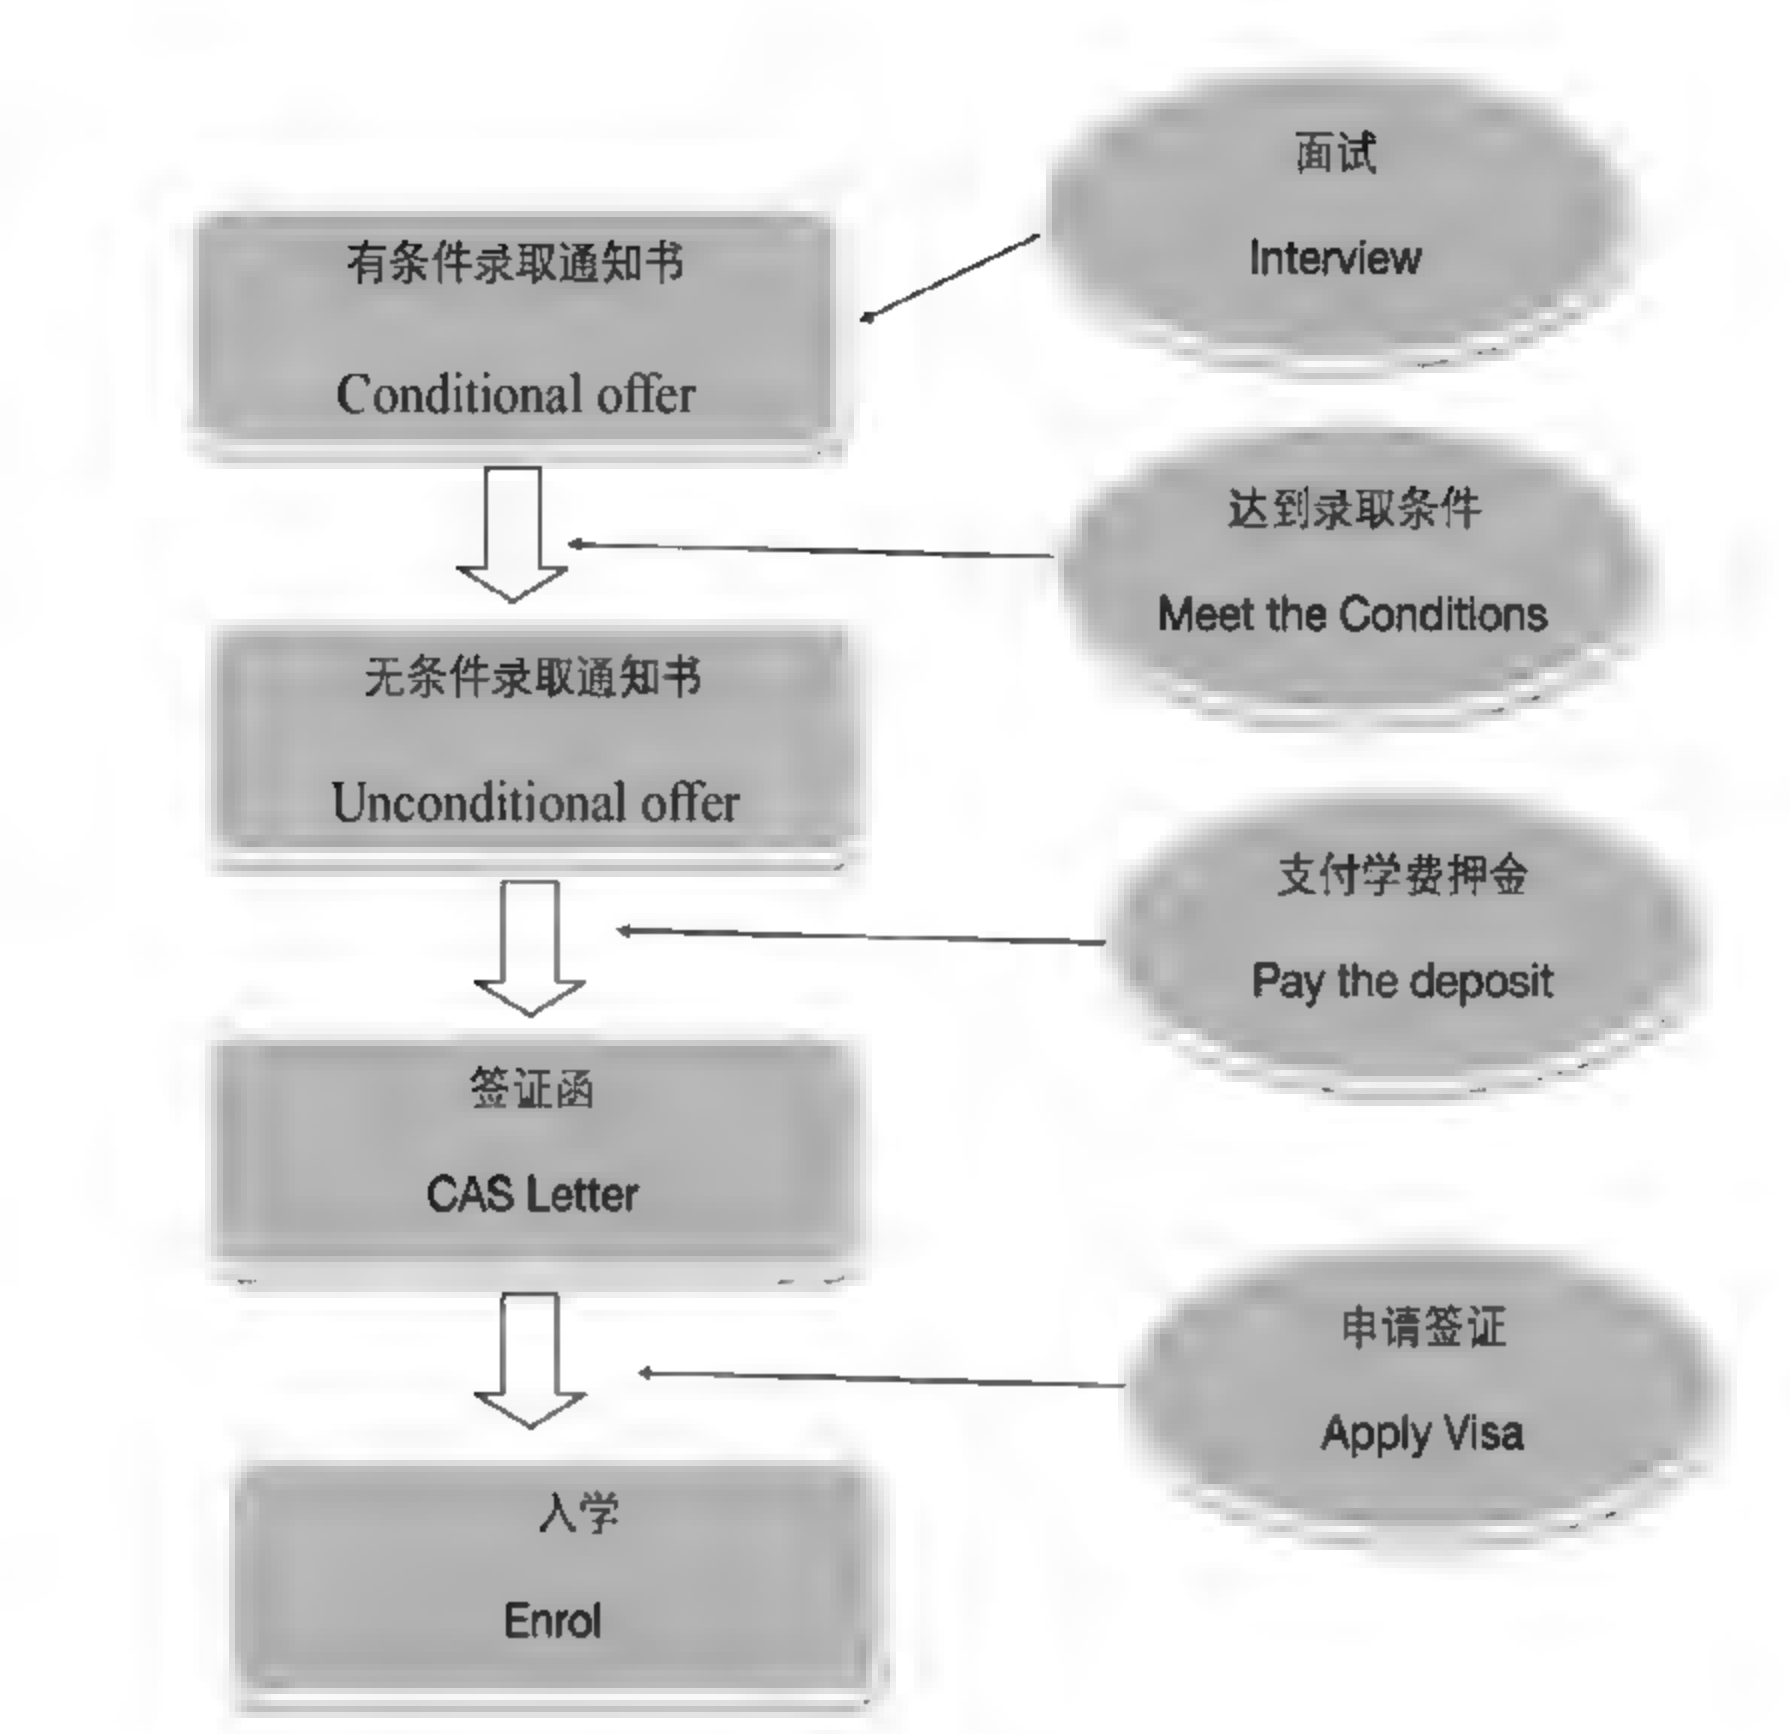 面试
Interview
有条件录取通知书
Conditional offer
达到录取条件
Meet the Conditions
无条件录取通知书
Unconditional offer
支付学费押金
Pay the deposit
签证函
CAS Letter
申请签证
Apply Visa
入学
Enrol